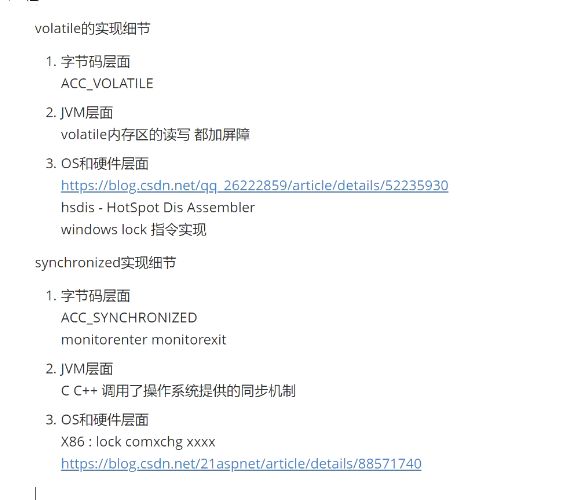 volatile的实现细节
1. 字节码层面
ACC_VOLATILE
2. JVM层面
volatile内存区的读写 都加屏障
3. OS和硬件层面
https://blog.csdn.net/qq_26222859/article/details/52235930
hsdis - HotSpot Dis Assembler
windows lock 指令实现
synchronized实现细节
1. 字节码层面
ACC_SYNCHRONIZED
monitorenter monitorexit
2. JVM层面
C C++ 调用了操作系统提供的同步机制
3. OS和硬件层面
X86 : lock comxchg xxxx
https://blog.csdn.net/21aspnet/article/details/88571740